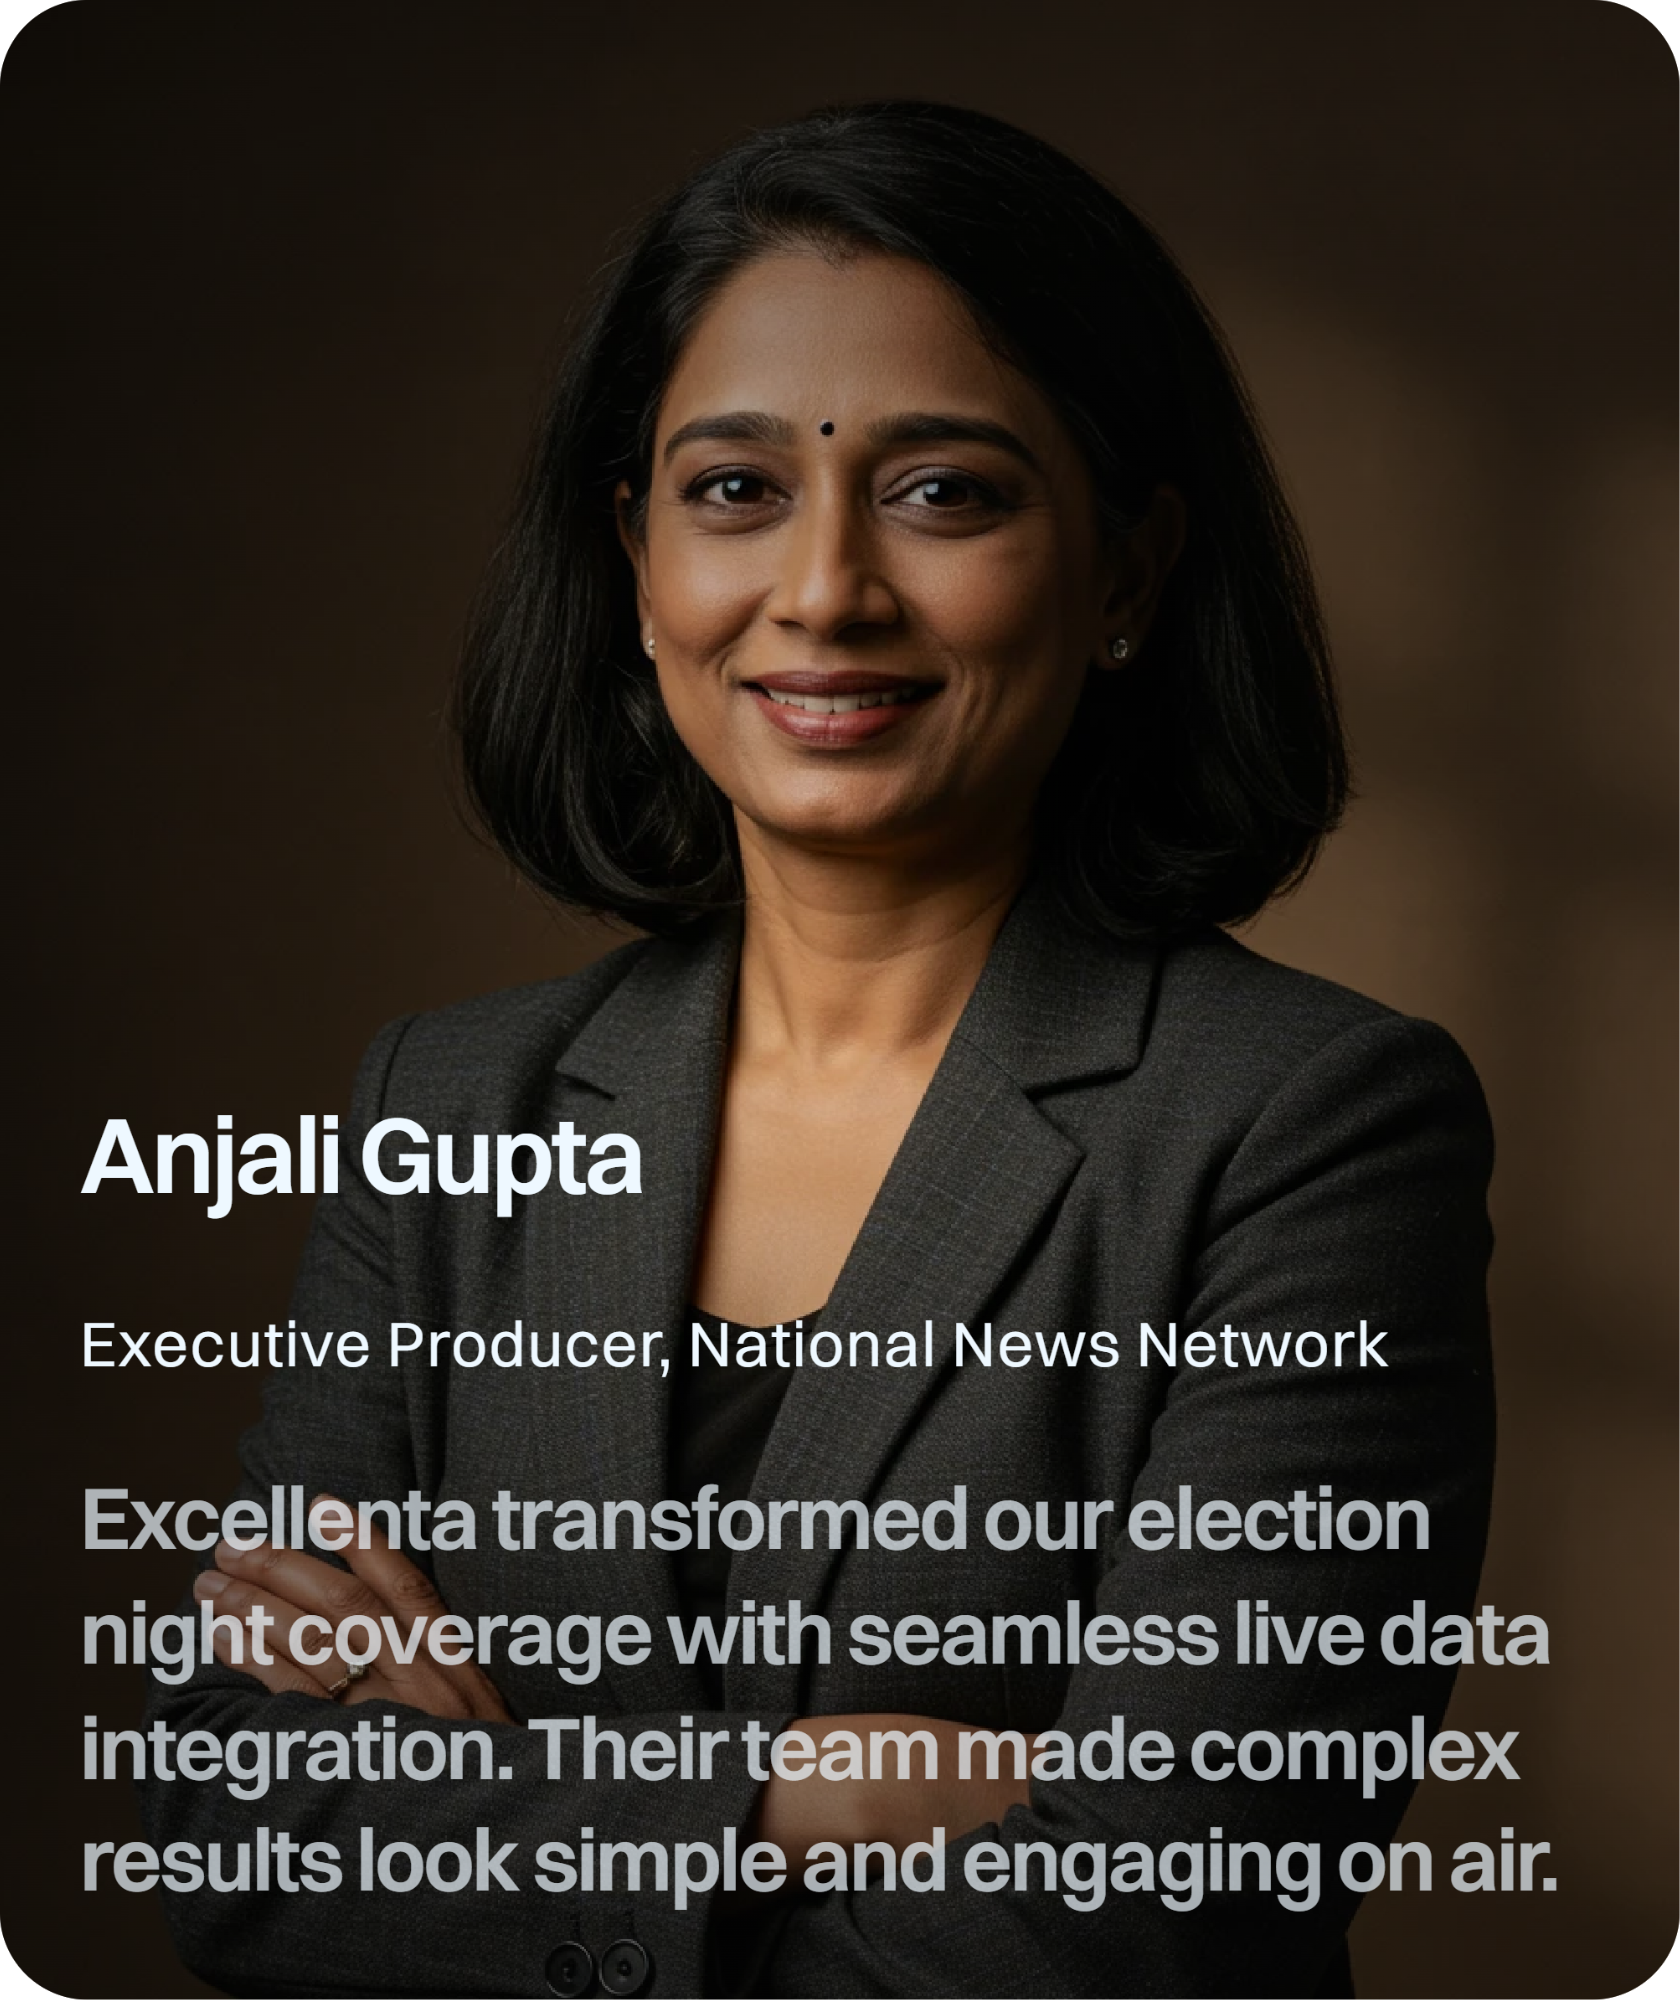 Anjali Gupta
Executive Producer, National News Network
Excellenta transformed our election
night coverage with seamless live data
integration. Their team made complex
results look simple and engaging on air.